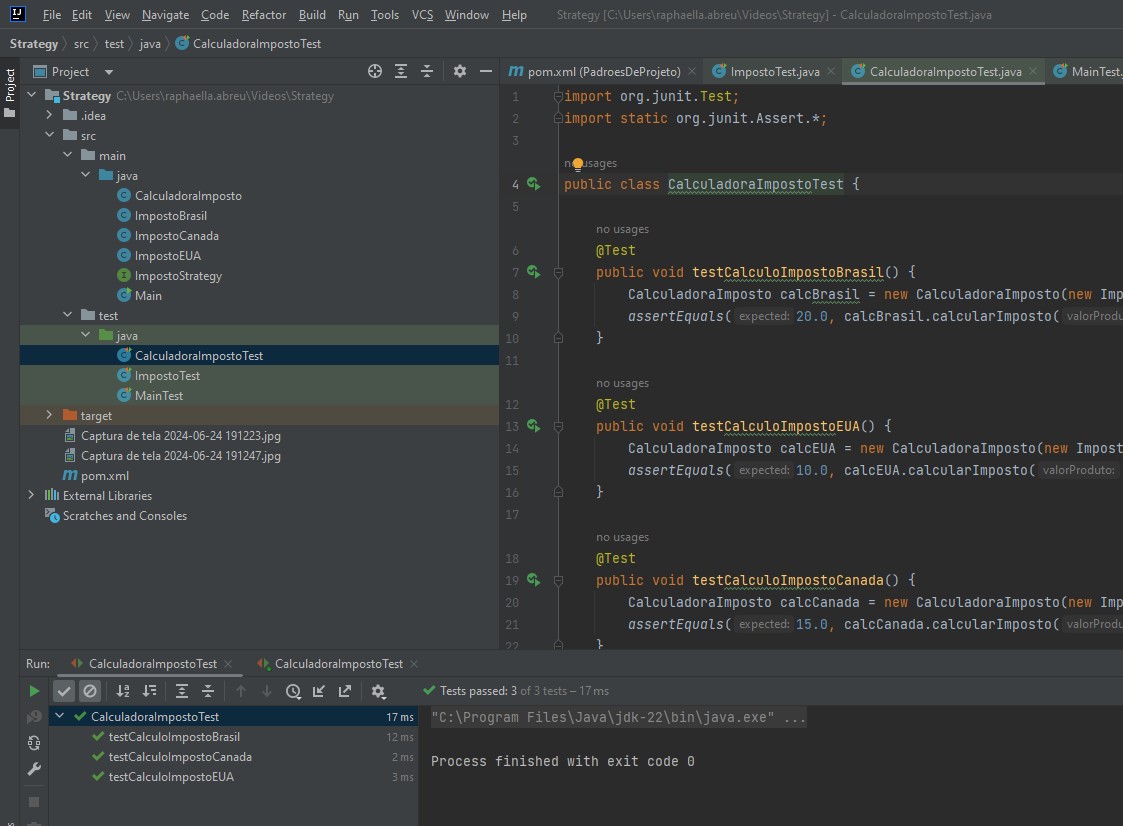 File Edit View Navigate Code Refactor Build Run Tools VCS Window Help Strategy [C:\Users\raphaella.abreu\Videos\Strategy] - CalculadoraImpostoTest.java
Strategy src test java CalculadoraImpostoTest
Project
Project
pom.xml (PadroesDeProjeto) ImpostoTest.java CalculadoraImpostoTest.java MainTest.
Strategy C:\Users\raphaella.abreu\Videos\Strategy
.idea
src
main
java
CalculadoraImposto
ImpostoBrasil
ImpostoCanada
ImpostoEUA
ImpostoStrategy
Main
test
java
CalculadoraImpostoTest
ImpostoTest
MainTest
target
Captura de tela 2024-06-24 191223.jpg
Captura de tela 2024-06-24 191247.jpg
pom.xml
External Libraries
Scratches and Consoles
1 import org.junit.Test;
2 import static org.junit.Assert.*;
3
no usages
4 public class CalculadoraImpostoTest {
5
no usages
6 @Test
7 public void testCalculoImpostoBrasil() {
8 CalculadoraImposto calcBrasil = new CalculadoraImposto(new Imp
9 assertEquals( expected: 20.0, calcBrasil.calcularImposto( valorProdu
10 }
11
no usages
12 @Test
13 public void testCalculoImpostoEUA() {
14 CalculadoraImposto calcEUA = new CalculadoraImposto(new Impost
15 assertEquals( expected: 10.0, calcEUA.calcularImposto( valorProduto:
16 }
17
no usages
18 @Test
19 public void testCalculoImpostoCanada() {
20 CalculadoraImposto calcCanada = new CalculadoraImposto(new Imp
21 assertEquals( expected: 15.0, calcCanada.calcularImposto( valorProdu
22 }
Run: CalculadoraImpostoTest CalculadoraImpostoTest
Tests passed: 3 of 3 tests – 17 ms
CalculadoraImpostoTest 17 ms
testCalculoImpostoBrasil 12 ms
testCalculoImpostoCanada 2 ms
testCalculoImpostoEUA 3 ms
"C:\Program Files\Java\jdk-22\bin\java.exe" ...
Process finished with exit code 0